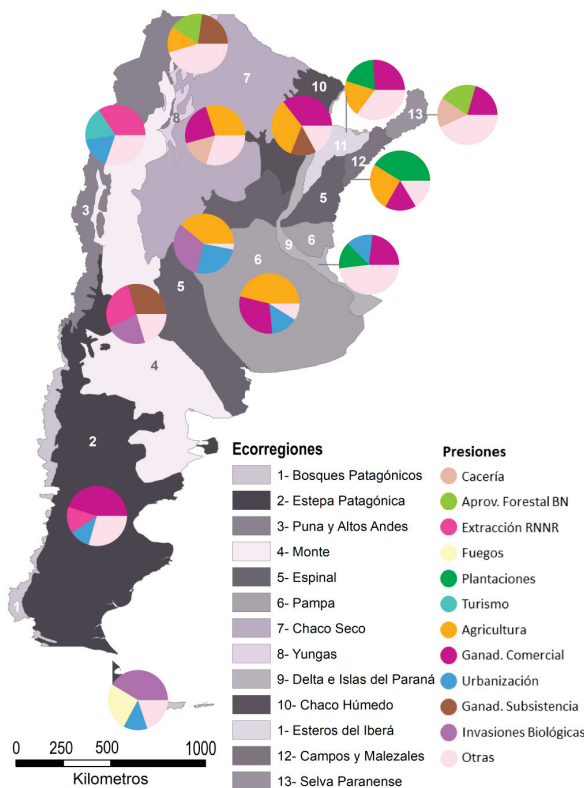 10
7
13
8
11
12
3
5
9
6
6
5
4
2
1
Ecorregiones
1- Bosques Patagónicos
2- Estepa Patagónica
3- Puna y Altos Andes
4- Monte
5- Espinal
6- Pampa
7- Chaco Seco
8- Yungas
9- Delta e Islas del Paraná
10- Chaco Húmedo
1- Esteros del Iberá
12- Campos y Malezales
13- Selva Paranense
Presiones
Cacería
Aprov. Forestal BN
Extracción RNNR
Fuegos
Plantaciones
Turismo
Agricultura
Ganad. Comercial
Urbanización
Ganad. Subsistencia
Invasiones Biológicas
Otras
0 250 500 1000
Kilometros